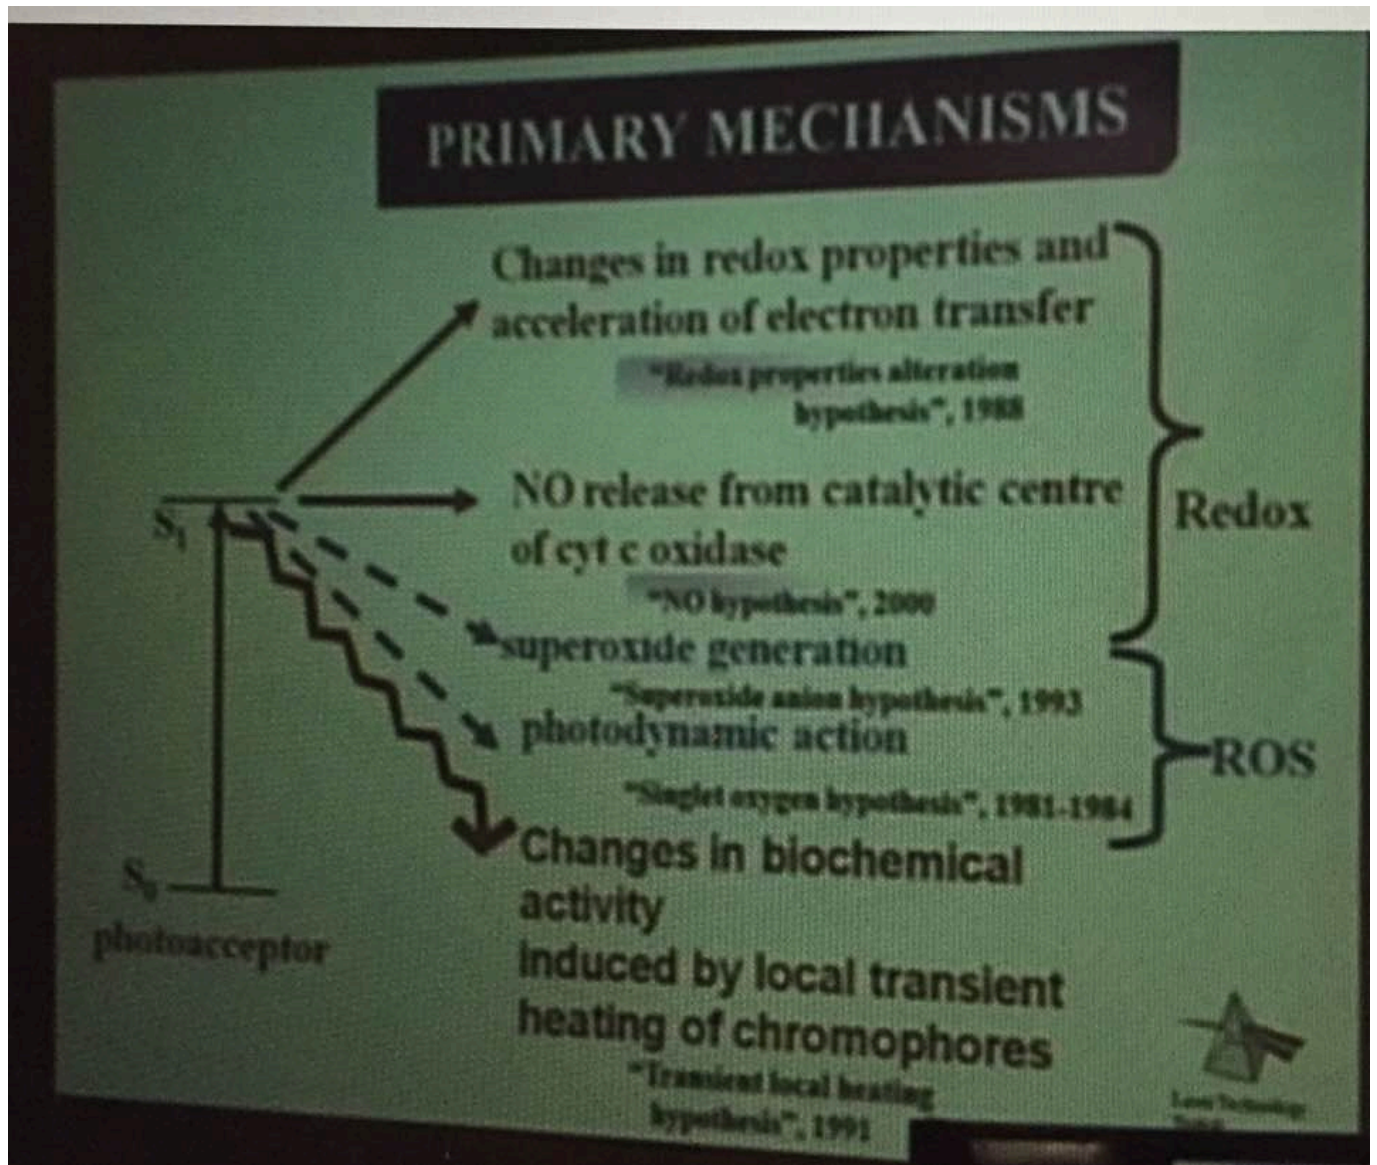 PRIMARY MECHANISMS
Changes in redox properties and
acceleration of electron transfer
"Redox properties alteration
hypothesis", 1988
NO release from catalytic centre
of cyt c oxidase
"NO hypothesis", 2000
Redox
S₁
superoxide generation
"Superoxide anion hypothesis", 1993
photodynamic action
"Singlet oxygen hypothesis", 1981-1984
ROS
Changes in biochemical
activity
induced by local transient
heating of chromophores
"Transient local heating
hypothesis", 1991
S₀
photoacceptor
Laser Technology